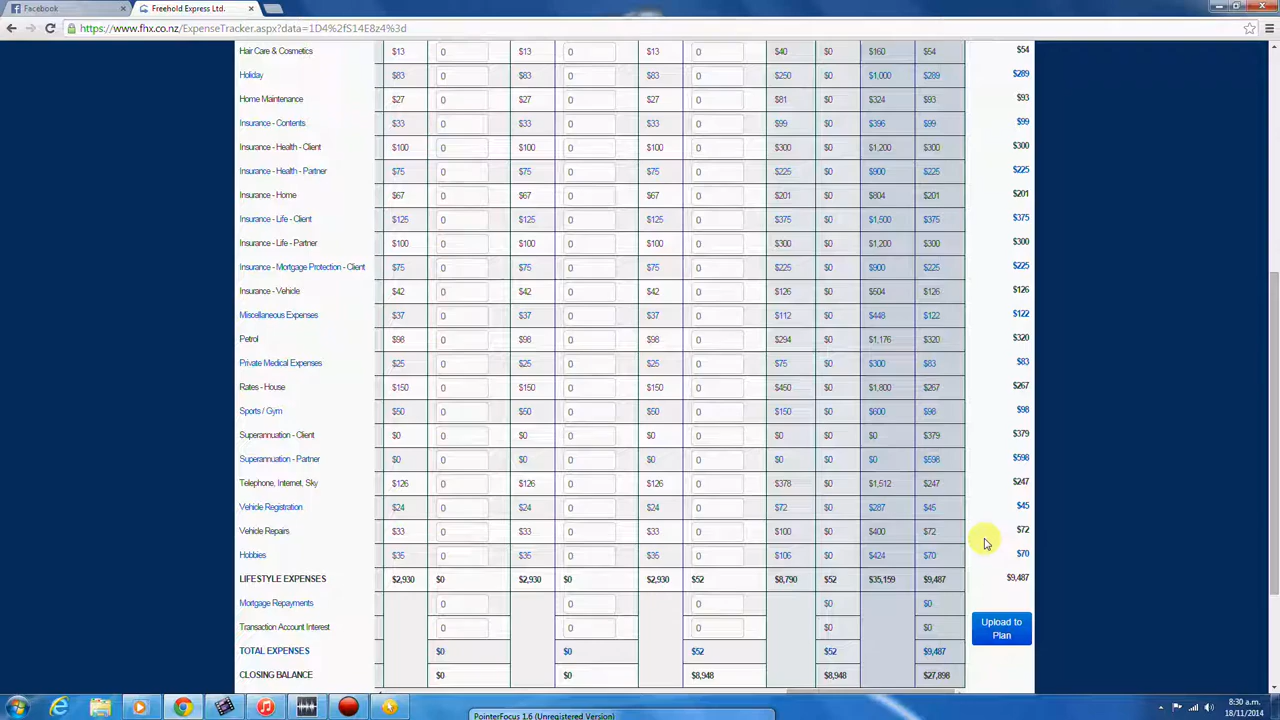 Facebook × Freehold Express Ltd. ×
https://www.fhx.co.nz/ExpenseTracker.aspx?data=1D4%2fS14E8z4%3d
Hair Care & Cosmetics $13 0 $13 0 $13 0 $40 $0 $160 $54 $54
Holiday $83 0 $83 0 $83 0 $250 $0 $1,000 $289 $289
Home Maintenance $27 0 $27 0 $27 0 $81 $0 $324 $93 $93
Insurance - Contents $33 0 $33 0 $33 0 $99 $0 $396 $99 $99
Insurance - Health - Client $100 0 $100 0 $100 0 $300 $0 $1,200 $300 $300
Insurance - Health - Partner $75 0 $75 0 $75 0 $225 $0 $900 $225 $225
Insurance - Home $67 0 $67 0 $67 0 $201 $0 $804 $201 $201
Insurance - Life - Client $125 0 $125 0 $125 0 $375 $0 $1,500 $375 $375
Insurance - Life - Partner $100 0 $100 0 $100 0 $300 $0 $1,200 $300 $300
Insurance - Mortgage Protection - Client $75 0 $75 0 $75 0 $225 $0 $900 $225 $225
Insurance - Vehicle $42 0 $42 0 $42 0 $126 $0 $504 $126 $126
Miscellaneous Expenses $37 0 $37 0 $37 0 $112 $0 $448 $122 $122
Petrol $98 0 $98 0 $98 0 $294 $0 $1,176 $320 $320
Private Medical Expenses $25 0 $25 0 $25 0 $75 $0 $300 $83 $83
Rates - House $150 0 $150 0 $150 0 $450 $0 $1,800 $267 $267
Sports / Gym $50 0 $50 0 $50 0 $150 $0 $600 $98 $98
Superannuation - Client $0 0 $0 0 $0 0 $0 $0 $0 $379 $379
Superannuation - Partner $0 0 $0 0 $0 0 $0 $0 $0 $598 $598
Telephone, Internet, Sky $126 0 $126 0 $126 0 $378 $0 $1,512 $247 $247
Vehicle Registration $24 0 $24 0 $24 0 $72 $0 $287 $45 $45
Vehicle Repairs $33 0 $33 0 $33 0 $100 $0 $400 $72 $72
Hobbies $35 0 $35 0 $35 0 $106 $0 $424 $70 $70
LIFESTYLE EXPENSES $2,930 $0 $2,930 $0 $2,930 $52 $8,790 $52 $35,159 $9,487 $9,487
Mortgage Repayments 0 0 0 $0 $0
Transaction Account Interest 0 0 0 $0 $0
Upload to
Plan
TOTAL EXPENSES $0 $0 $52 $52 $9,487
CLOSING BALANCE $0 $0 $8,948 $8,948 $27,898
8:30 a.m.
18/11/2014
PointerFocus 1.6 (Unregistered Version)